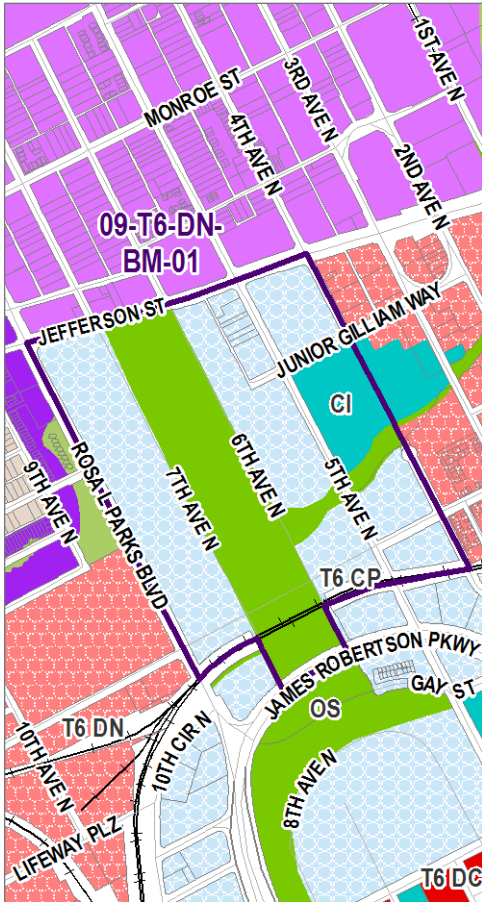 1ST AVE N
MONROE ST
3RD AVE N
4TH AVE N
2ND AVE N
09-T6-DN-
BM-01
JEFFERSON ST
JUNIOR GILLIAM WAY
CI
9TH AVE N
ROSA L PARKS BLVD
7TH AVE N
6TH AVE N
5TH AVE N
T6 CP
JAMES ROBERTSON PKWY
GAY ST
OS
T6 DN
10TH AVE N
10TH CIR N
8TH AVE N
LIFEWAY PLZ
T6 DC